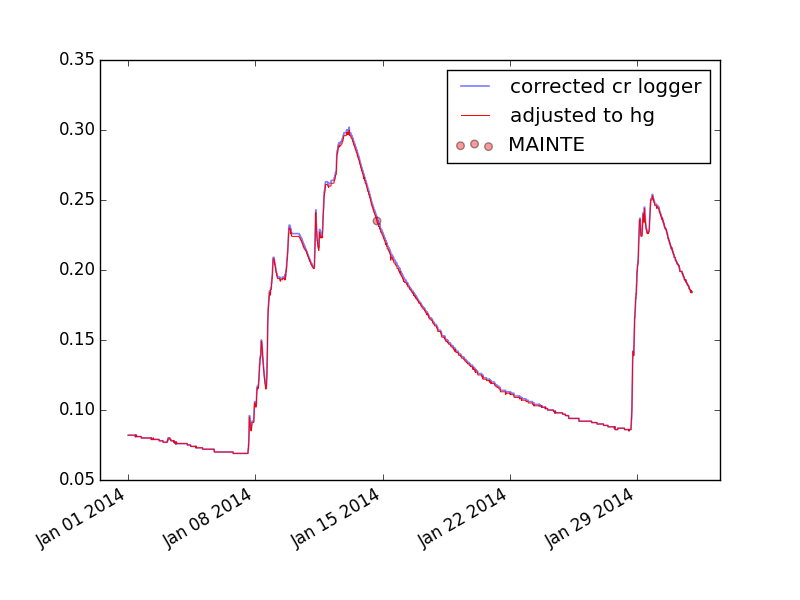 0.35
0.30
0.25
0.20
0.15
0.10
0.05
corrected cr logger
adjusted to hg
MAINTE
Jan 01 2014
Jan 08 2014
Jan 15 2014
Jan 22 2014
Jan 29 2014